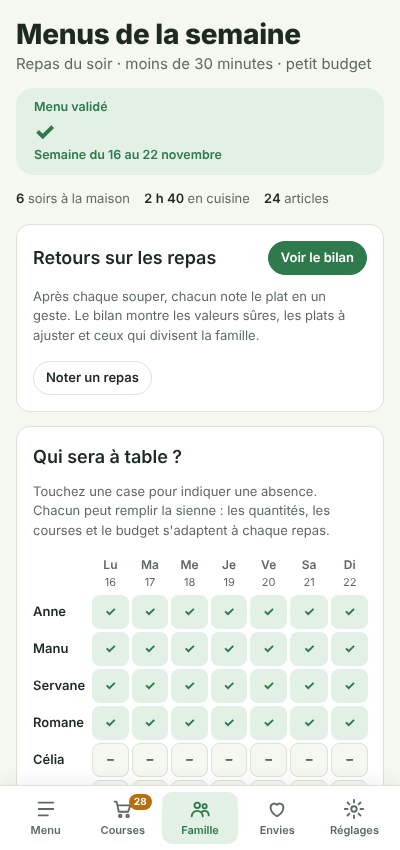 Menus de la semaine
Repas du soir · moins de 30 minutes · petit budget
Menu validé
✓
Semaine du 16 au 22 novembre
6 soirs à la maison 2 h 40 en cuisine 24 articles
Retours sur les repas
Voir le bilan
Après chaque souper, chacun note le plat en un
geste. Le bilan montre les valeurs sûres, les plats à
ajuster et ceux qui divisent la famille.
Noter un repas
Qui sera à table ?
Touchez une case pour indiquer une absence.
Chacun peut remplir la sienne : les quantités, les
courses et le budget s'adaptent à chaque repas.
Lu Ma Me Je Ve Sa Di
16 17 18 19 20 21 22
Anne ✓ ✓ ✓ ✓ ✓ ✓ ✓
Manu ✓ ✓ ✓ ✓ ✓ ✓ ✓
Servane ✓ ✓ ✓ ✓ ✓ ✓ ✓
Romane ✓ ✓ ✓ ✓ ✓ ✓ ✓
Célia – – – – – – –
28
Menu Courses Famille Envies Réglages